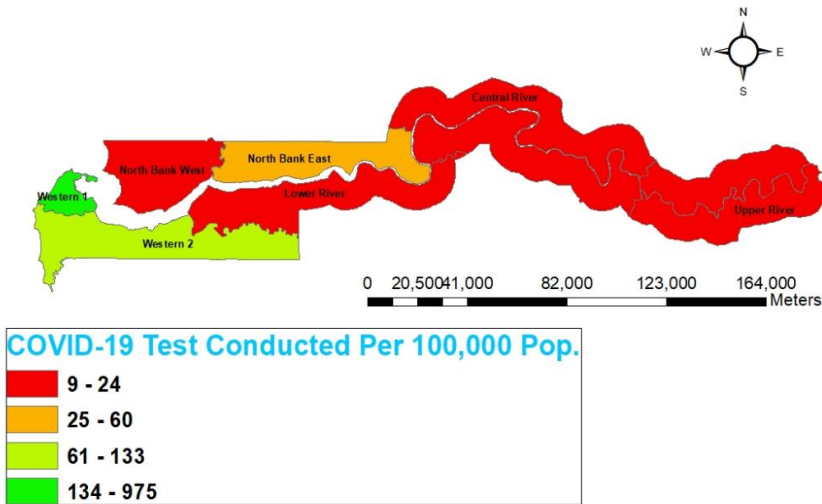 N
W E
S
Central River
North Bank West
North Bank East
Western 1
Lower River
Upper River
Western 2
0 20,50041,000 82,000 123,000 164,000
Meters
COVID-19 Test Conducted Per 100,000 Pop.
9 - 24
25 - 60
61 - 133
134 - 975